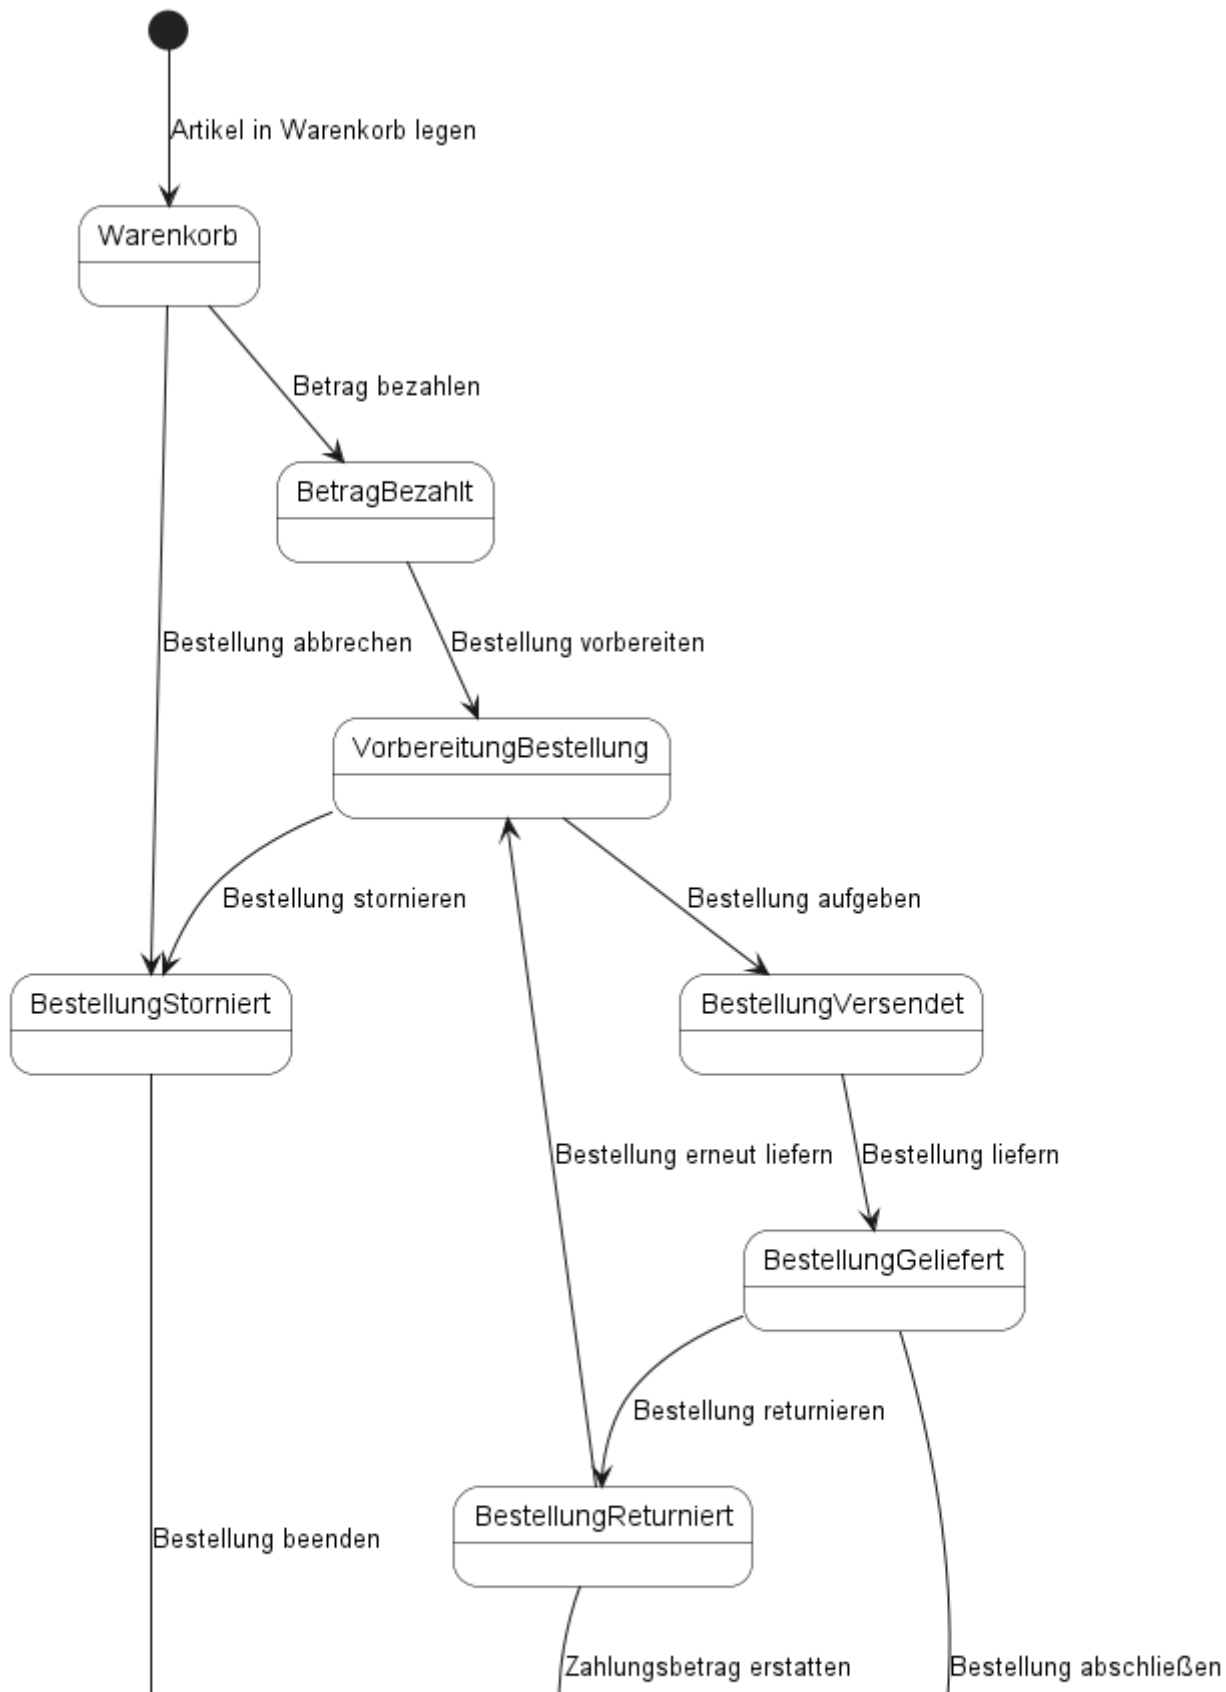 Artikel in Warenkorb legen
Warenkorb
Betrag bezahlen
BetragBezahlt
Bestellung abbrechen
Bestellung vorbereiten
VorbereitungBestellung
Bestellung stornieren
Bestellung aufgeben
BestellungStorniert
BestellungVersendet
Bestellung erneut liefern
Bestellung liefern
BestellungGeliefert
Bestellung returnieren
BestellungReturniert
Bestellung beenden
Zahlungsbetrag erstatten
Bestellung abschließen